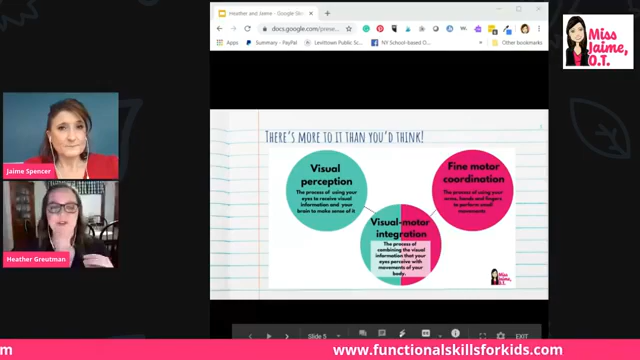 Heather and Jaime - Google Sli
docs.google.com/prese...
Apps
Summary - PayPal
Levittown Public Sc...
NY School-based O...
Other bookmarks
Miss
Jaime,
O.T.
THERE'S MORE TO IT THAN YOU'D THINK!
Visual
perception
The process of using your
eyes to receive visual
information and your
brain to make sense of it
Fine motor
coordination
The process of using your
arms, hands and fingers
to perform small
movements.
Visual-motor
integration
The process of
combining the visual
information that your
eyes perceive with
movements of your
body.
Miss
Jaime,
O.T.
Jaime Spencer
Heather Greutman
Slide 5
EXIT
m
www.functionalskillsforkids.com